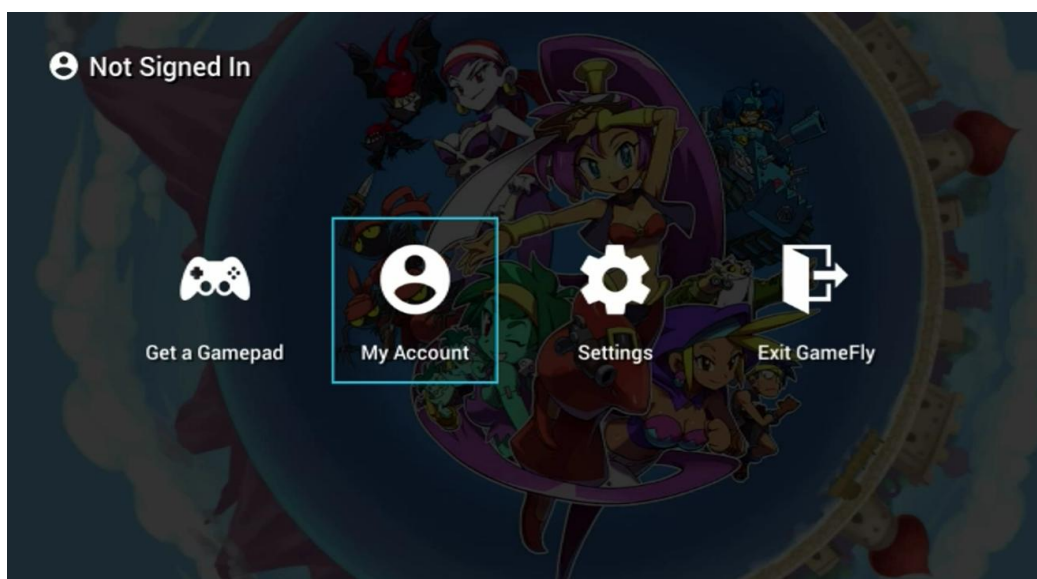 Not Signed In
Get a Gamepad
My Account
Settings
Exit GameFly